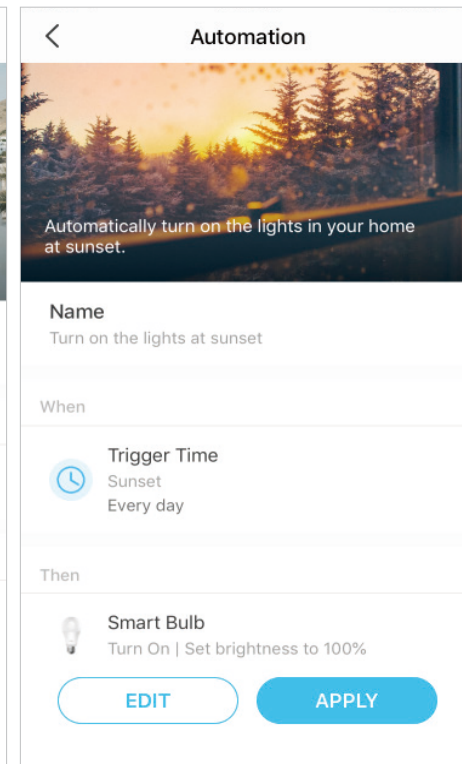 Automation
Automatically turn on the lights in your home
at sunset.
Name
Turn on the lights at sunset
When
Trigger Time
Sunset
Every day
Then
Smart Bulb
Turn On | Set brightness to 100%
EDIT
APPLY